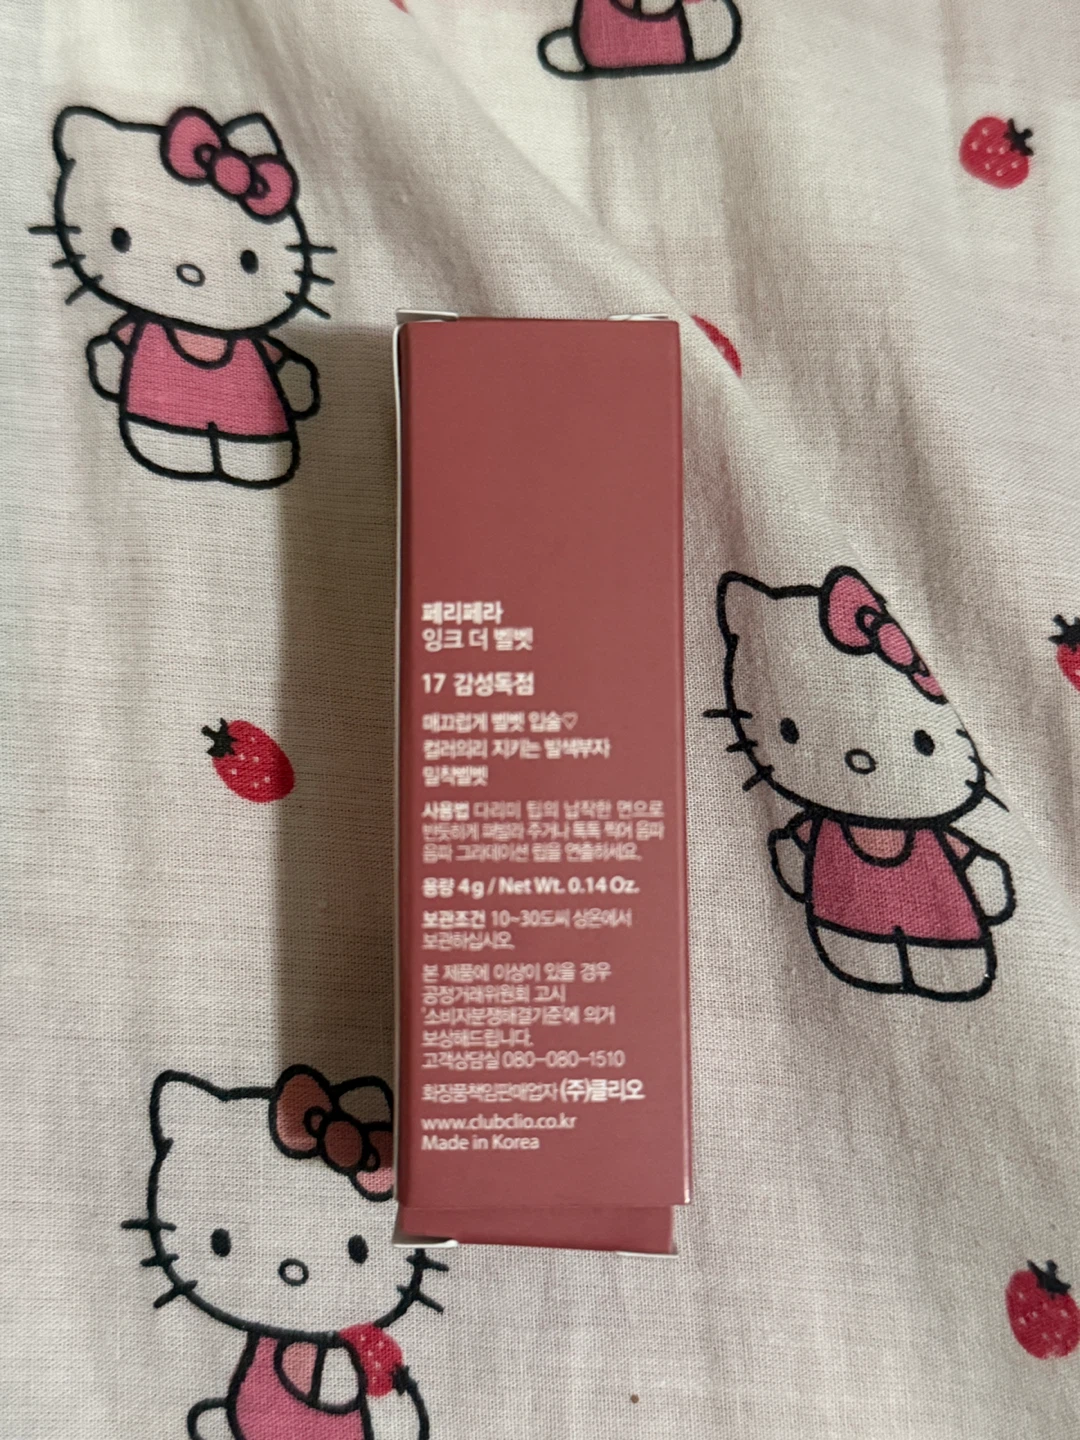 페리페라
잉크 더 벨벳
17 감성독점
매끄럽게 벨벳 입술♡
컬러의리 지키는 발색부자
밀착벨벳
사용법 다리미 팁의 납작한 면으로
반듯하게 펴발라 주거나 톡톡 찍어 음파
음파 그라데이션 립을 연출하세요.
용량 4g / Net Wt. 0.14 Oz.
보관조건 10~30도씨 상온에서
보관하십시오.
본 제품에 이상이 있을 경우
공정거래위원회 고시
'소비자분쟁해결기준'에 의거
보상해드립니다.
고객상담실 080-080-1510
화장품책임판매업자 (주)클리오
www.clubclio.co.kr
Made in Korea